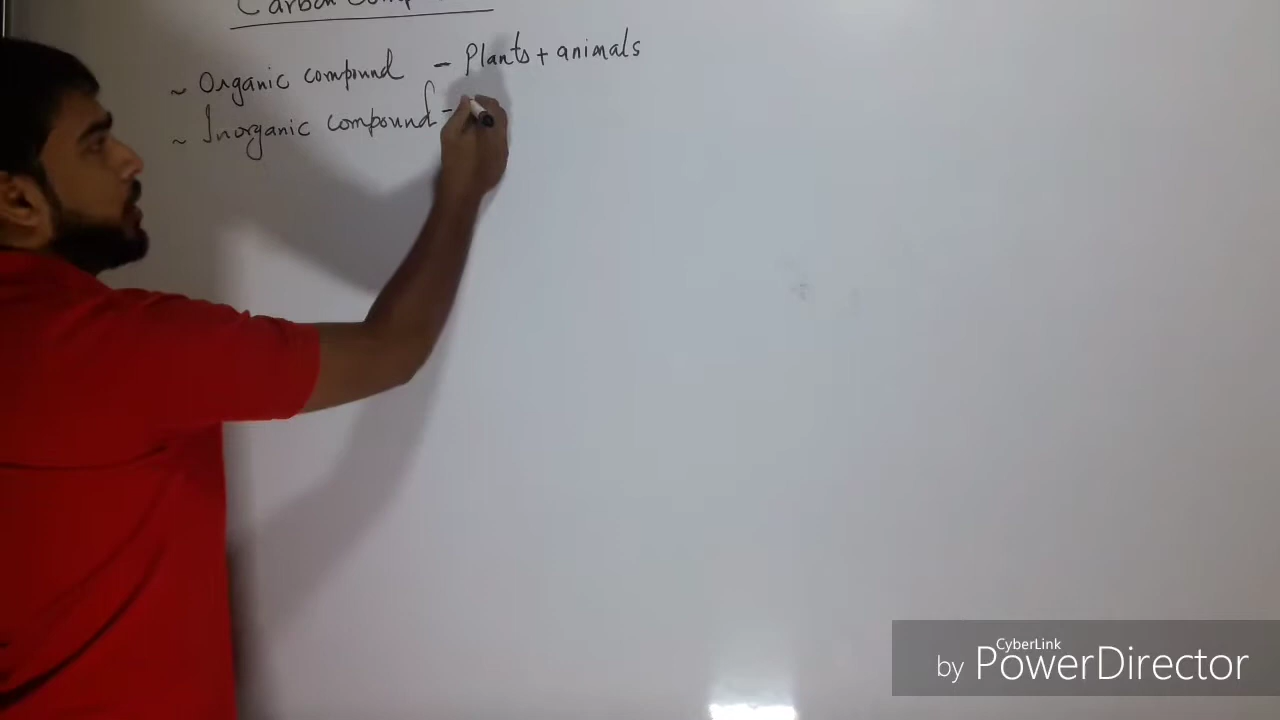 Carbon Comp
~ Organic compound - Plants + animals
~ Inorganic compound -
CyberLink
by PowerDirector